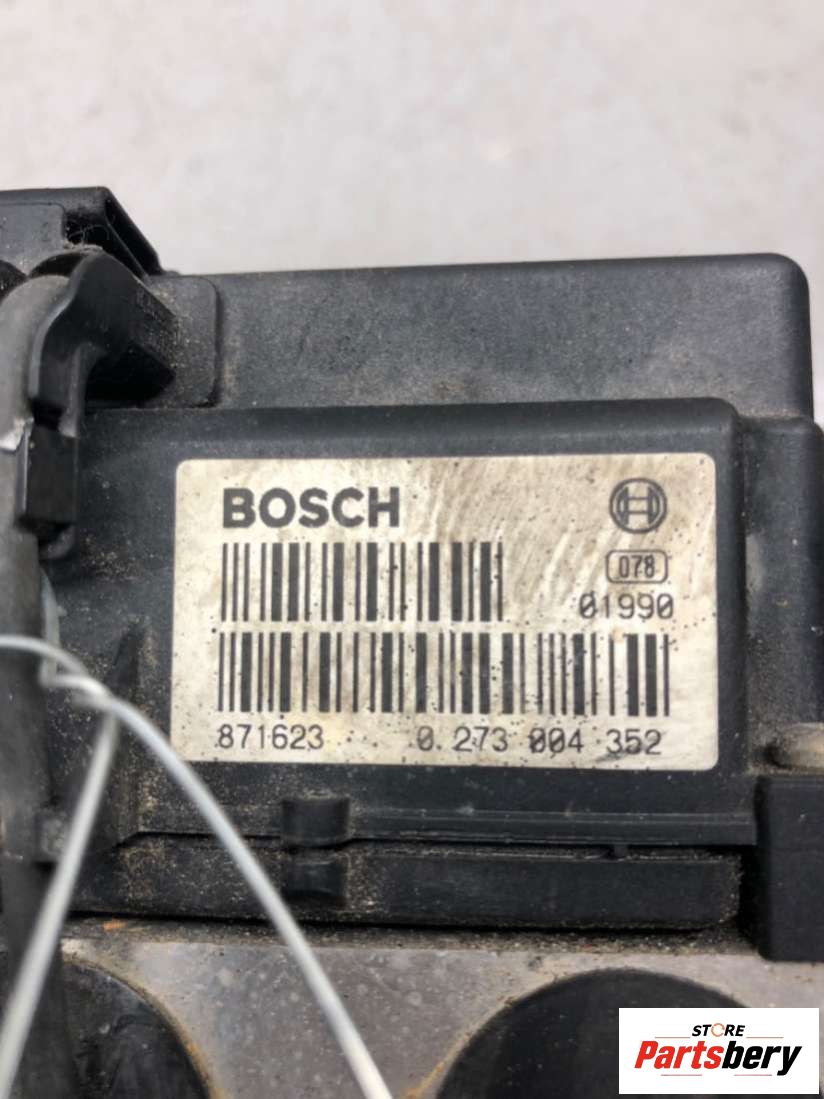 BOSCH
078
01990
871623 0 273 004 352
STORE
Partsbery